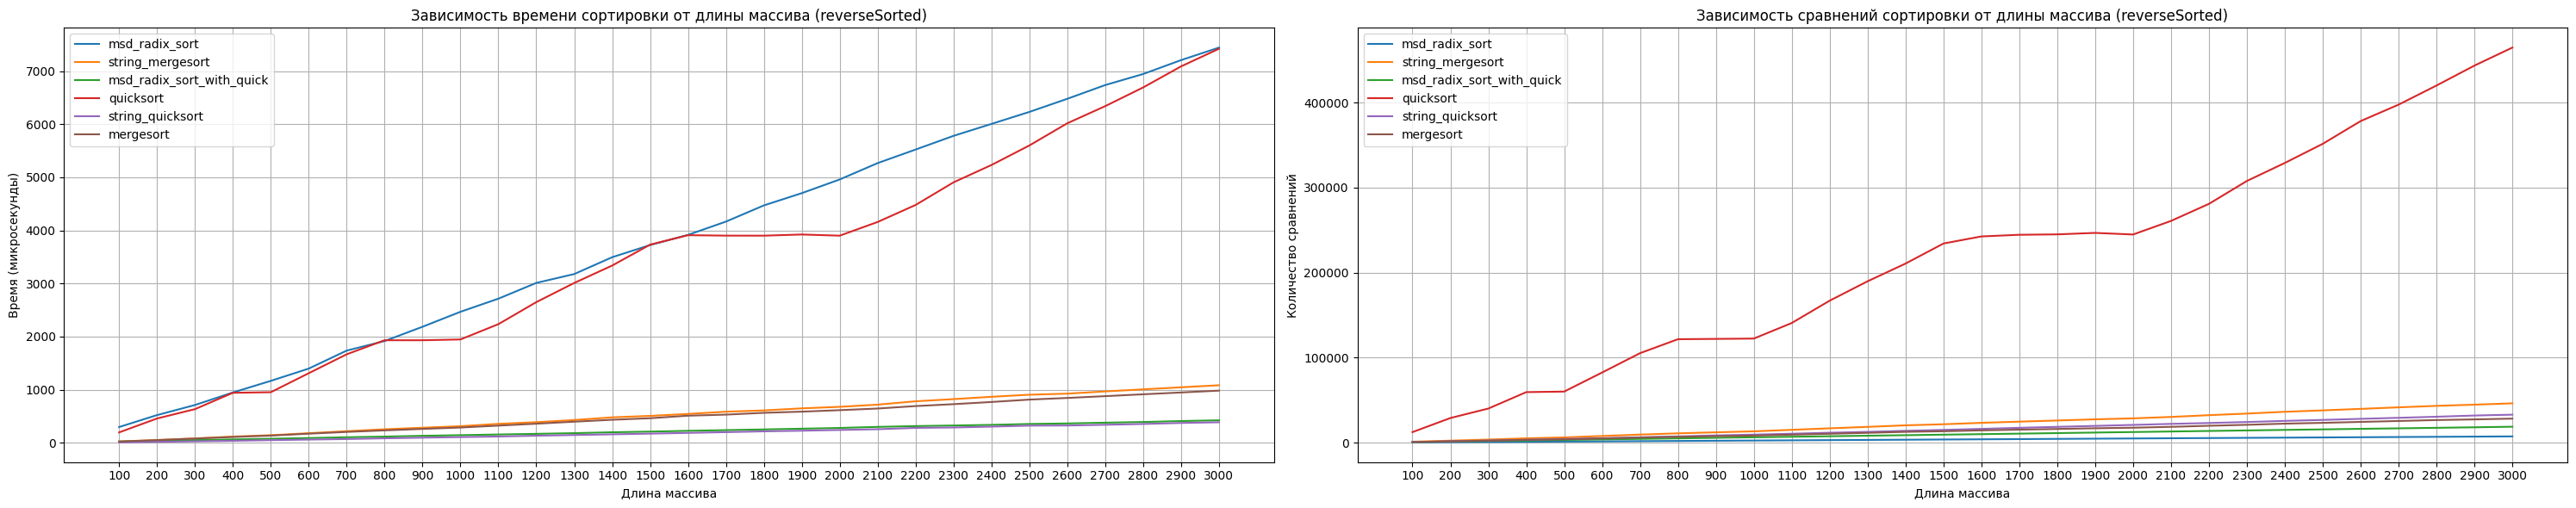 Зависимость времени сортировки от длины массива (reverseSorted)
msd_radix_sort
string_mergesort
msd_radix_sort_with_quick
quicksort
string_quicksort
mergesort
Время (микросекунды)
7000
6000
5000
4000
3000
2000
1000
0
100 200 300 400 500 600 700 800 900 1000 1100 1200 1300 1400 1500 1600 1700 1800 1900 2000 2100 2200 2300 2400 2500 2600 2700 2800 2900 3000
Длина массива
Зависимость сравнений сортировки от длины массива (reverseSorted)
msd_radix_sort
string_mergesort
msd_radix_sort_with_quick
quicksort
string_quicksort
mergesort
Количество сравнений
400000
300000
200000
100000
0
100 200 300 400 500 600 700 800 900 1000 1100 1200 1300 1400 1500 1600 1700 1800 1900 2000 2100 2200 2300 2400 2500 2600 2700 2800 2900 3000
Длина массива